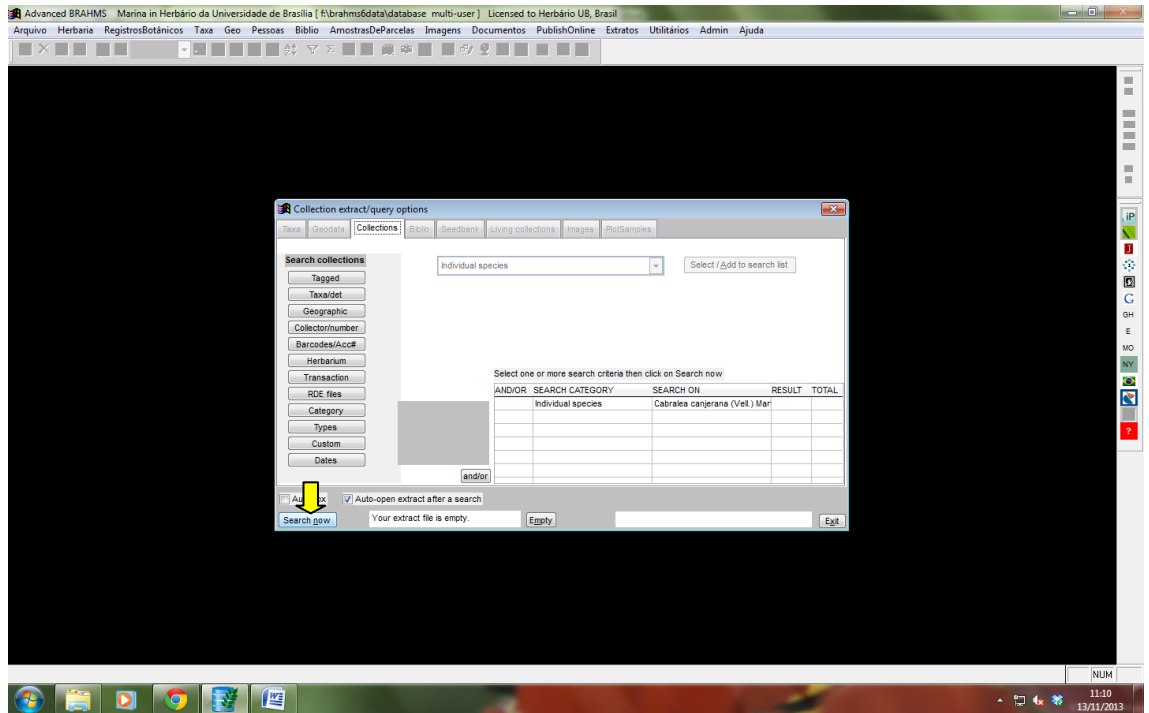 Advanced BRAHMS Marina in Herbário da Universidade de Brasília [ f:\brahms6data\database multi-user ] Licensed to Herbário UB, Brasil
Arquivo Herbaria RegistrosBotânicos Taxa Geo Pessoas Biblio AmostrasDeParcelas Imagens Documentos PublishOnline Extratos Utilitários Admin Ajuda
Collection extract/query options
Taxa Geodata Collections Biblio Seedbank Living collections Images PlotSamples
Search collections
Individual species
Select / Add to search list
Tagged
Taxa/det
Geographic
Collector/number
Barcodes/Acc#
Herbarium
Transaction
RDE files
Category
Types
Custom
Dates
Select one or more search criteria then click on Search now
AND/OR SEARCH CATEGORY SEARCH ON RESULT TOTAL
Individual species Cabralea canjerana (Vell.) Mar
and/or
Auto-open extract after a search
Search now
Your extract file is empty.
Empty
Exit
iP
J
G
GH
E
MO
NY
?
NUM
11:10
13/11/2013